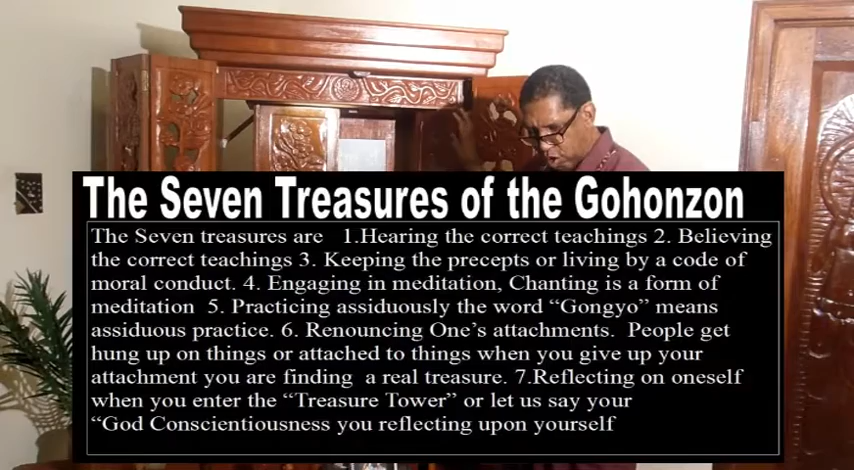 The Seven Treasures of the Gohonzon
The Seven treasures are 1.Hearing the correct teachings 2. Believing
the correct teachings 3. Keeping the precepts or living by a code of
moral conduct. 4. Engaging in meditation, Chanting is a form of
meditation 5. Practicing assiduously the word “Gongyo” means
assiduous practice. 6. Renouncing One’s attachments. People get
hung up on things or attached to things when you give up your
attachment you are finding a real treasure. 7.Reflecting on oneself
when you enter the “Treasure Tower” or let us say your
“God Conscientiousness you reflecting upon yourself